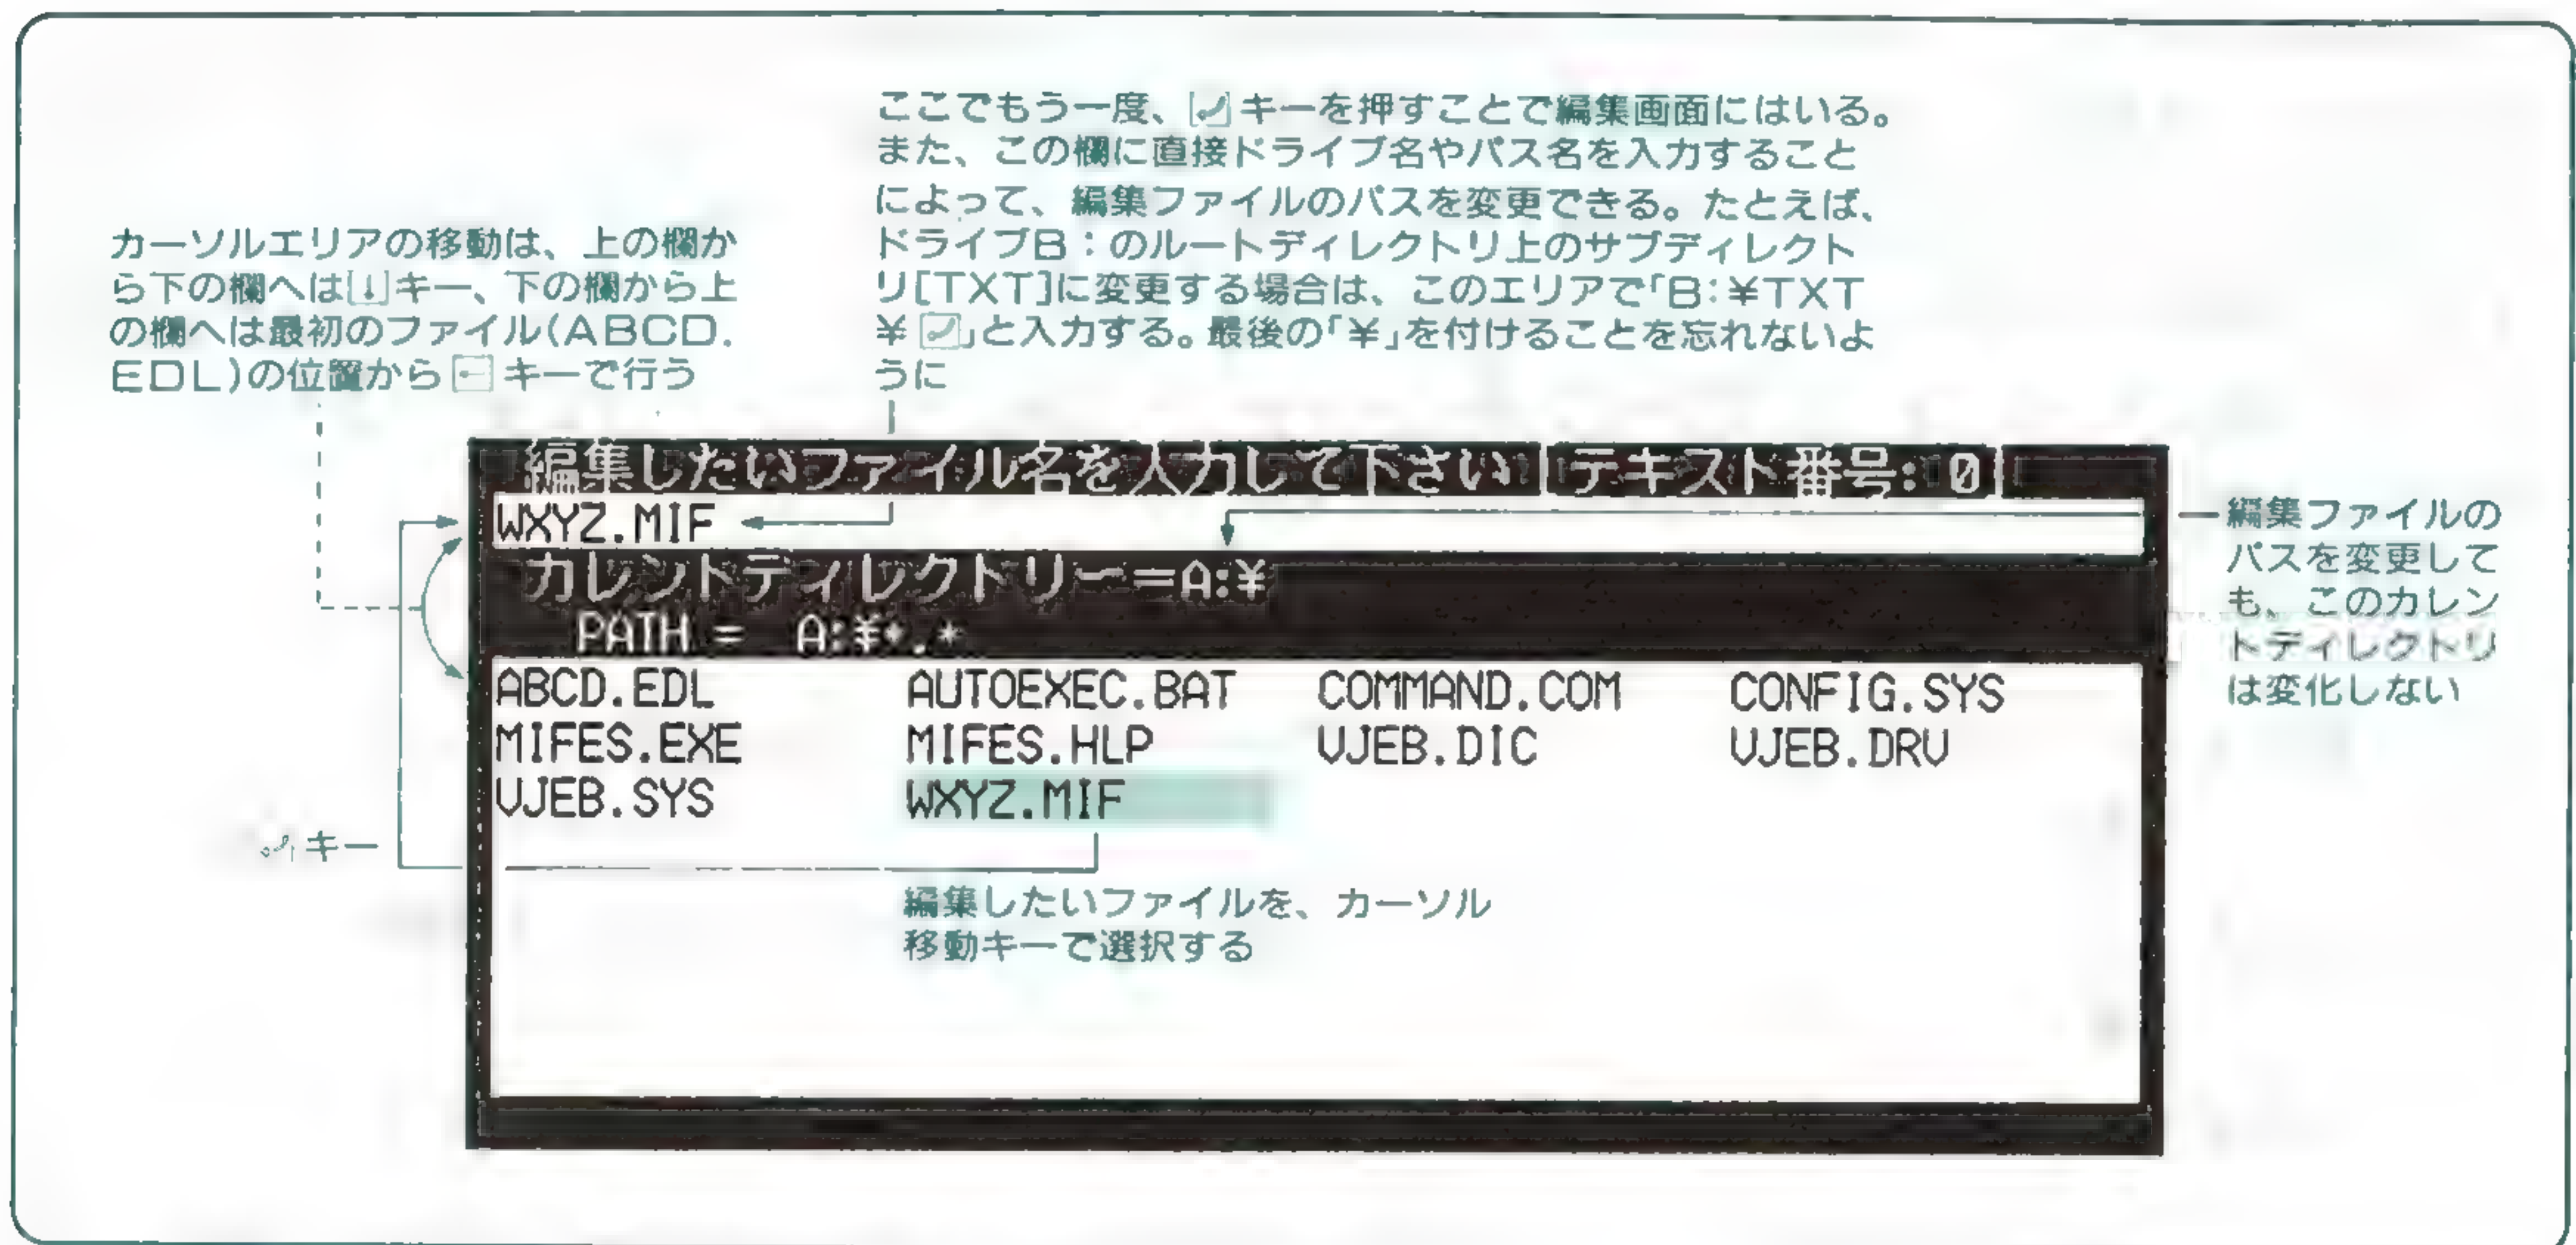 ここでもう一度、[⏎]キーを押すことで編集画面にはいる。
また、この欄に直接ドライブ名やパス名を入力すること
によって、編集ファイルのパスを変更できる。たとえば、
ドライブB：のルートディレクトリ上のサブディレクト
リ[TXT]に変更する場合は、このエリアで「B:¥TXT
¥[⏎]」と入力する。最後の「¥」を付けることを忘れないよ
うに
カーソルエリアの移動は、上の欄か
ら下の欄へは[↓]キー、下の欄から上
の欄へは最初のファイル(ABCD.
EDL)の位置から[←]キーで行う
編集したいファイル名を入力して下さい テキスト番号: 0
WXYZ.MIF
カレントディレクトリー=A:¥
PATH = A:¥*.*
ABCD.EDL AUTOEXEC.BAT COMMAND.COM CONFIG.SYS
MIFES.EXE MIFES.HLP VJEB.DIC VJEB.DRV
VJEB.SYS WXYZ.MIF
編集ファイルの
パスを変更して
も、このカレン
トディレクトリ
は変化しない
⏎キー
編集したいファイルを、カーソル
移動キーで選択する